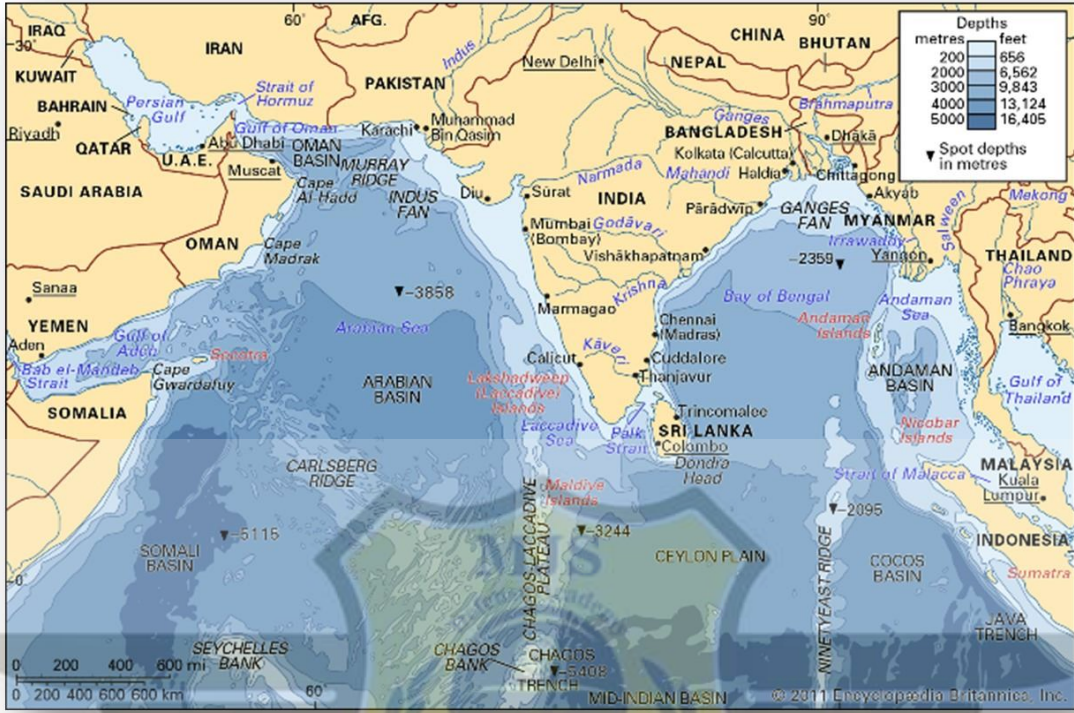 60°
90°
30°
IRAQ
IRAN
AFG.
PAKISTAN
Indus
New Delhi
CHINA
NEPAL
BHUTAN
Depths
metres feet
200 656
2000 6,562
3000 9,843
4000 13,124
5000 16,405
Spot depths
in metres
KUWAIT
BAHRAIN
Persian
Gulf
Strait of
Hormuz
Riyadh
QATAR
U.A.E.
Abu Dhabi
Gulf of Oman
Karachi
Muhammad
Bin Qasim
Muscat
OMAN
BASIN
MURRAY
RIDGE
INDUS
FAN
Cape
Al-Hadd
SAUDI ARABIA
OMAN
Cape
Madrak
Diu
Sūrat
Narmada
Mahandi
INDIA
Mumbai
(Bombay)
Godāvari
Vishākhapatnam
Ganges
Brāhmaputra
BANGLADESH
Dhākā
Kolkata (Calcutta)
Haldia
Chittagong
Akyab
Pārādwīp
GANGES
FAN
MYANMAR
Irrawaddy
Yangon
Salween
Mekong
THAILAND
Chao
Phraya
Bangkok
Sanaa
YEMEN
Aden
Gulf of
Aden
Bab el-Mandeb
Strait
Socotra
Cape
Gwardafuy
SOMALIA
-3858
Arabian Sea
ARABIAN
BASIN
Marmagao
Krishna
Chennai
(Madras)
Kāveri
Calicut
Cuddalore
Thanjavur
Lakshadweep
(Laccadive)
Islands
Laccadive
Sea
Palk
Strait
Trincomalee
SRI LANKA
Colombo
Dondra
Head
-2359
Bay of Bengal
Andaman
Islands
Andaman
Sea
ANDAMAN
BASIN
Nicobar
Islands
Gulf of
Thailand
Strait of Malacca
MALAYSIA
Kuala
Lumpur
INDONESIA
Sumatra
CARLSBERG
RIDGE
-5115
SOMALI
BASIN
0°
Maldive
Islands
CHAGOS-LACCADIVE
PLATEAU
-3244
CEYLON PLAIN
NINETYEAST RIDGE
-2095
COCOS
BASIN
JAVA
TRENCH
SEYCHELLES
BANK
CHAGOS
BANK
CHAGOS
TRENCH
-5408
MID-INDIAN BASIN
0 200 400 600 mi
0 200 400 600 km
60°
© 2011 Encyclopædia Britannica, Inc.